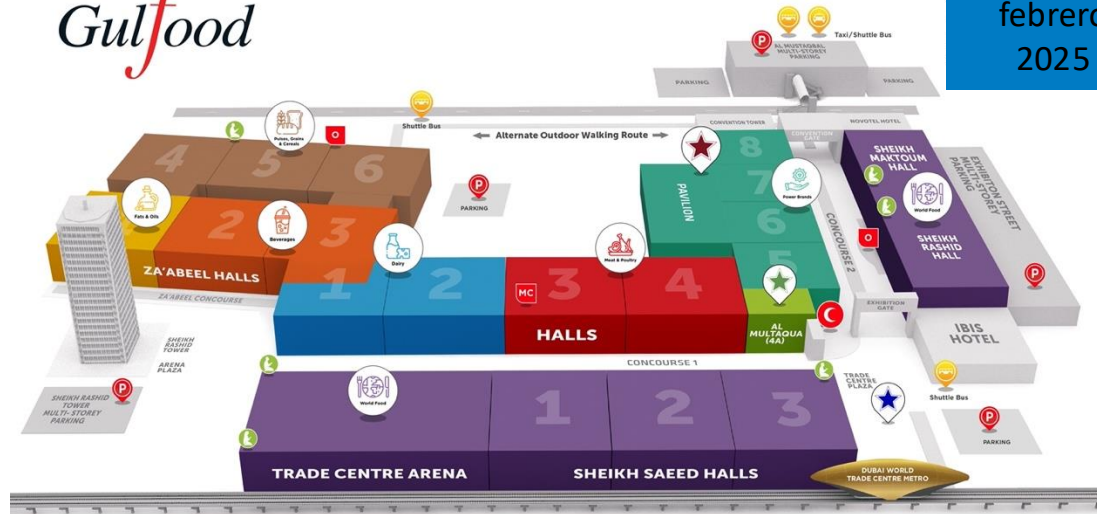 Gulfood
febrero
2025
Taxi/Shuttle Bus
P
AL MUSTAQBAL
MULTI-STOREY
PARKING
PARKING
PARKING
Shuttle Bus
Alternate Outdoor Walking Route
CONVENTION TOWER
CONVENTION
GATE
NOVOTEL HOTEL
Pulses, Grains
& Cereals
O
4
5
6
P
PARKING
8
7
6
5
PAVILION
Power Brands
SHEIKH
MAKTOUM
HALL
World Food
SHEIKH
RASHID
HALL
EXHIBITON STREET
MULTI-STOREY
PARKING
P
CONCOURSE 2
O
Fats & Oils
2
Beverages
3
ZA'ABEEL HALLS
ZA'ABEEL CONCOURSE
Dairy
1
2
MC
3
Meat & Poultry
4
HALLS
AL
MULTAQUA
(4A)
EXHIBITION
GATE
IBIS
HOTEL
CONCOURSE 1
SHEIKH
RASHID
TOWER
ARENA
PLAZA
SHEIKH RASHID
TOWER
MULTI- STOREY
PARKING
P
World Food
1
2
3
TRADE CENTRE ARENA
SHEIKH SAEED HALLS
TRADE
CENTRE
PLAZA
Shuttle Bus
P
PARKING
DUBAI WORLD
TRADE CENTRE METRO